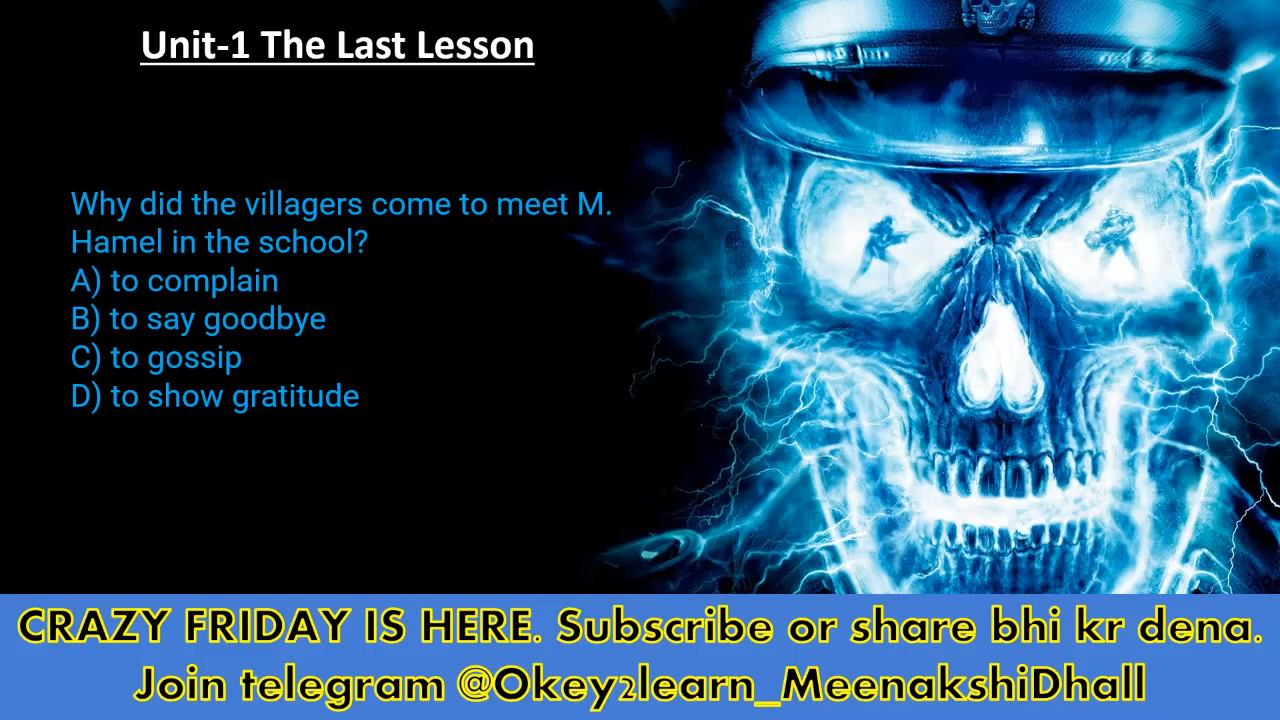 Unit-1 The Last Lesson
Why did the villagers come to meet M.
Hamel in the school?
A) to complain
B) to say goodbye
C) to gossip
D) to show gratitude
CRAZY FRIDAY IS HERE. Subscribe or share bhi kr dena.
Join telegram @Okey2learn_MeenakshiDhall